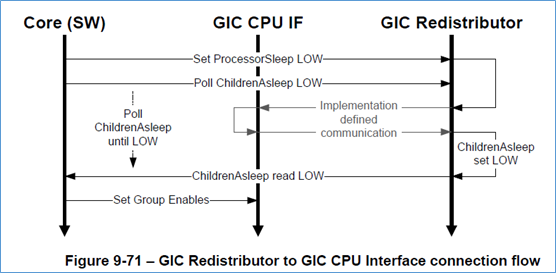 Core (SW)
GIC CPU IF
GIC Redistributor
Set ProcessorSleep LOW
Poll ChildrenAsleep LOW
Poll
ChildrenAsleep
until LOW
Implementation
defined
communication
ChildrenAsleep
set LOW
ChildrenAsleep read LOW
Set Group Enables
Figure 9-71 – GIC Redistributor to GIC CPU Interface connection flow